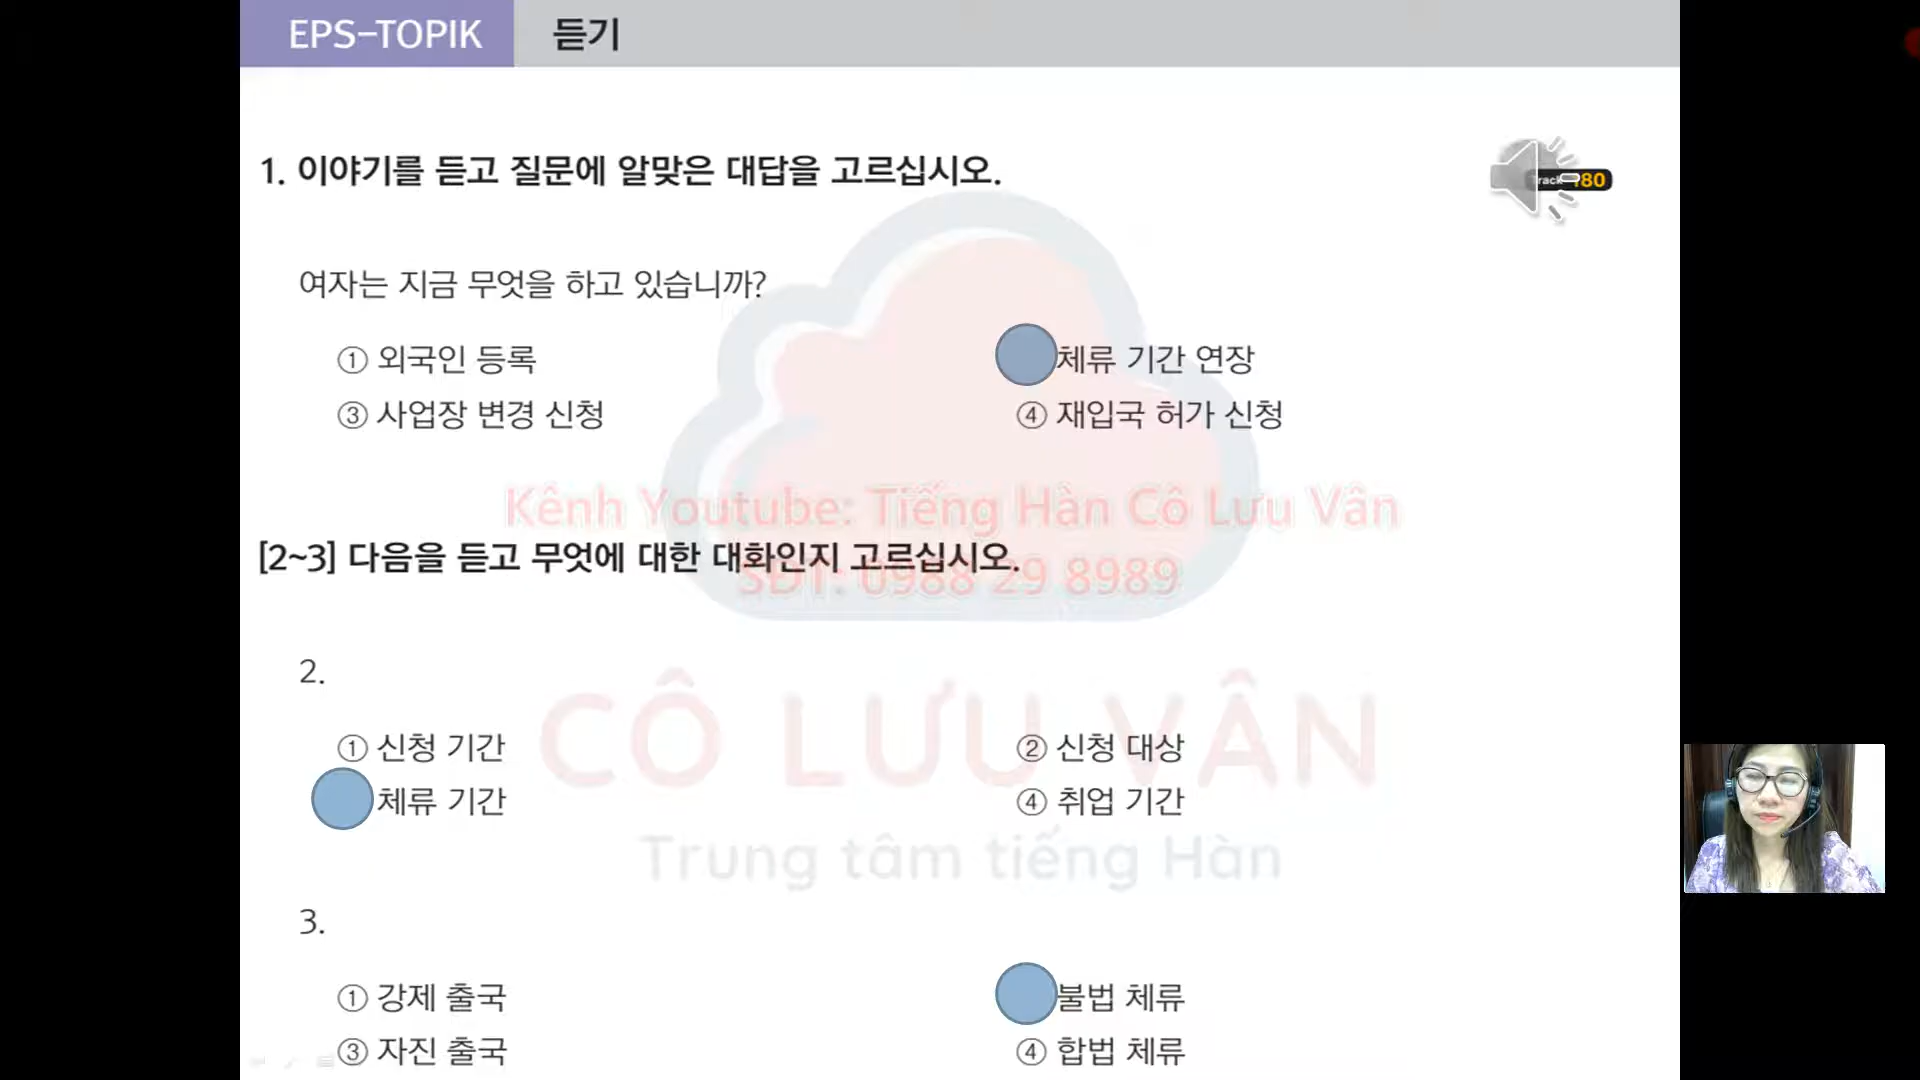 EPS-TOPIK 듣기
1. 이야기를 듣고 질문에 알맞은 대답을 고르십시오.
Track 180
여자는 지금 무엇을 하고 있습니까?
① 외국인 등록
체류 기간 연장
③ 사업장 변경 신청
④ 재입국 허가 신청
Kênh Youtube: Tiếng Hàn Cô Lưu Vân
[2~3] 다음을 듣고 무엇에 대한 대화인지 고르십시오.
SĐT: 0988 29 8989
2.
CÔ LƯU VÂN
① 신청 기간
② 신청 대상
체류 기간
④ 취업 기간
Trung tâm tiếng Hàn
3.
① 강제 출국
불법 체류
③ 자진 출국
④ 합법 체류